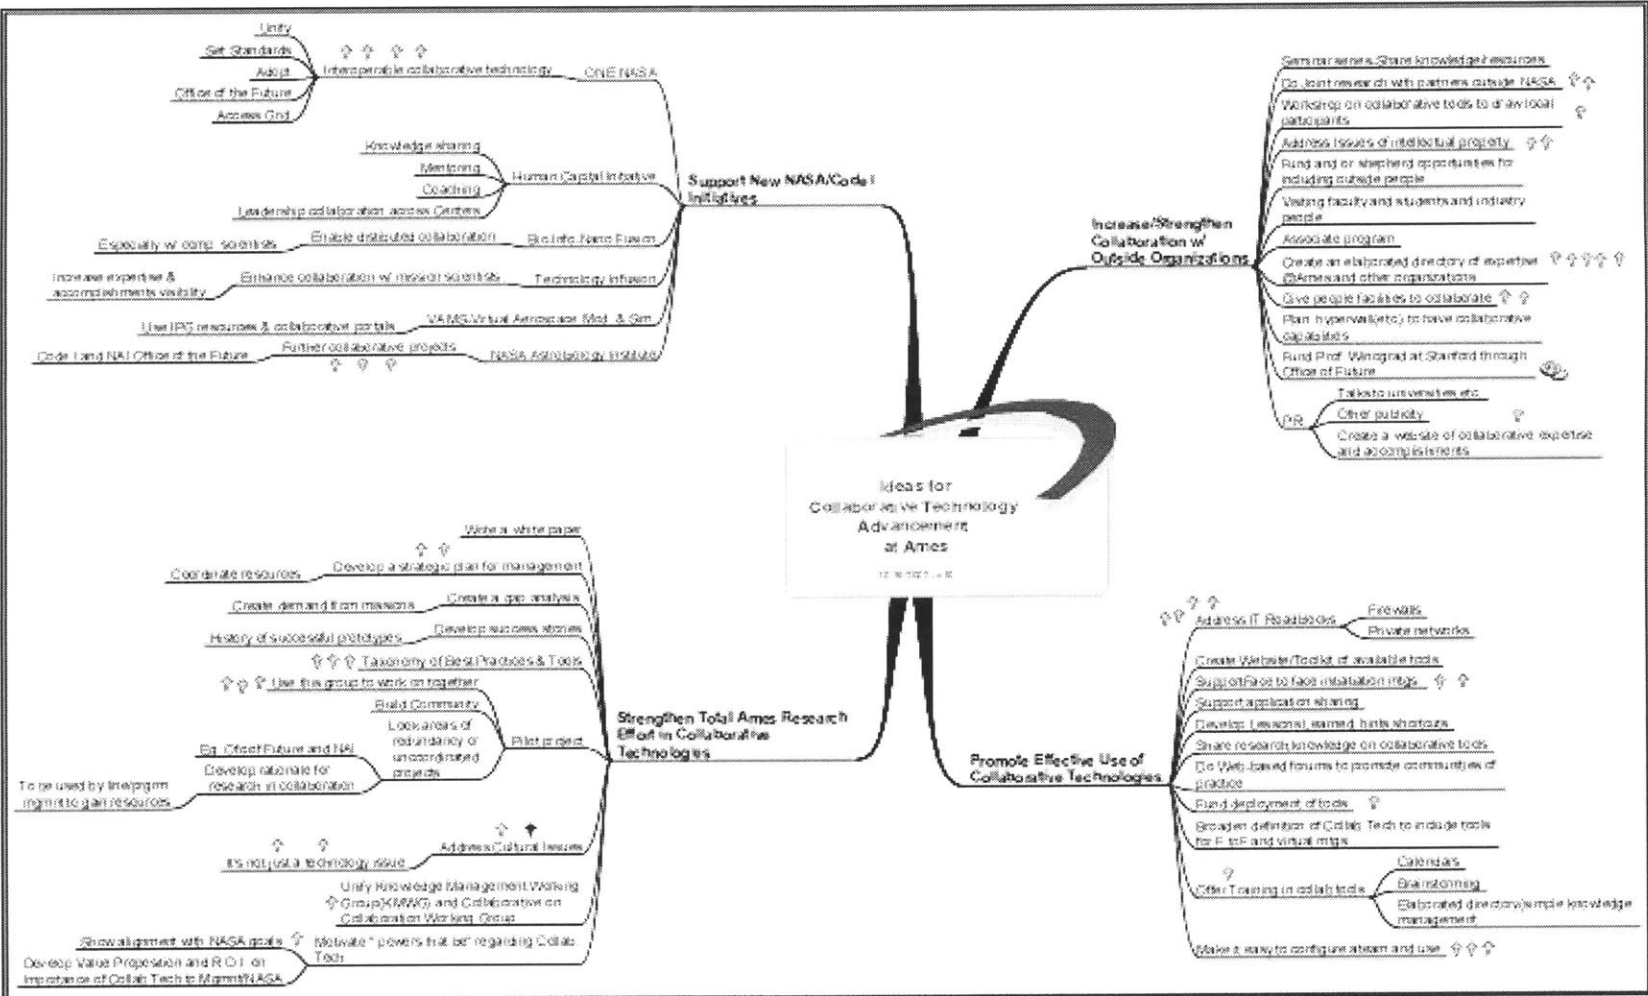 Ideas for
Collaborative Technology
Advancement
at Ames
Support New NASA/Code I
Initiatives
ONE NASA
Interoperable collaborative technology
Unity
Set Standards
Adopt
Office of the Future
Access Grid
Human Capital Initiative
Knowledge sharing
Mentoring
Coaching
Leadership collaboration across Centers
Bio.Info.Nano Fusion
Enable distributed collaboration
Especially w/ comp. scientists
Technology infusion
Enhance collaboration w/ mission scientists
Increase expertise &
accomplishments visibility
VAMS-Virtual Aerospace Mod. & Sim
Use IPG resources & collaborative portals
NASA Astrobiology Institute
Further collaborative projects
Code I and NAI Office of the Future
Increase/Strengthen
Collaboration w/
Outside Organizations
Seminar series-Share knowledge/resources
Do Joint research with partners outside NASA
Workshop on collaborative tools to draw local
participants
Address Issues of intellectual property
Fund and or shepherd opportunities for
including outside people
Visiting faculty and students and industry
people
Associate program
Create an elaborated directory of expertise
@Ames and other organizations
Give people facilities to collaborate
Plan hyperwall(etc) to have collaborative
capabilities
Fund Prof. Winograd at Stanford through
Office of Future
PR
Talks to universities etc
Other publicity
Create a website of collaborative expertise
and accomplishments
Strengthen Total Ames Research
Effort in Collaborative
Technologies
Write a white paper
Develop a strategic plan for management
Coordinate resources
Create a gap analysis
Create demand from missions
Develop success stories
History of successful prototypes
Taxonomy of Best Practices & Tools
Pilot project
Use this group to work on together
Build Community
Look areas of
redundancy or
uncoordinated
projects
Eg. Ofc of Future and NAI
Develop rationale for
research in collaboration
To be used by line/prgrm
mgmnt to gain resources
Address Cultural Issues
It's not just a technology issue
Unify Knowledge Management Working
Group(KMWG) and Collaborative on
Collaboration Working Group
Motivate "powers that be" regarding Collab.
Tech
Show alignment with NASA goals
Develop Value Proposition and R.O.I. on
Importance of Collab Tech to Mgmnt/NASA
Promote Effective Use of
Collaborative Technologies
Address IT Roadblocks
Firewalls
Private networks
Create Website/Toolkit of available tools
Support Face to face initiation mtgs
Support application sharing
Develop Lessons Learned, hints shortcuts
Share research knowledge on collaborative tools
Do Web-based forums to promote communities of
practice
Fund deployment of tools
Broaden definition of Collab Tech to include tools
for F to F and virtual mtgs
Offer Training in collab tools
Calendars
Brainstorming
Elaborated directory/simple knowledge
management
Make it easy to configure a team and use